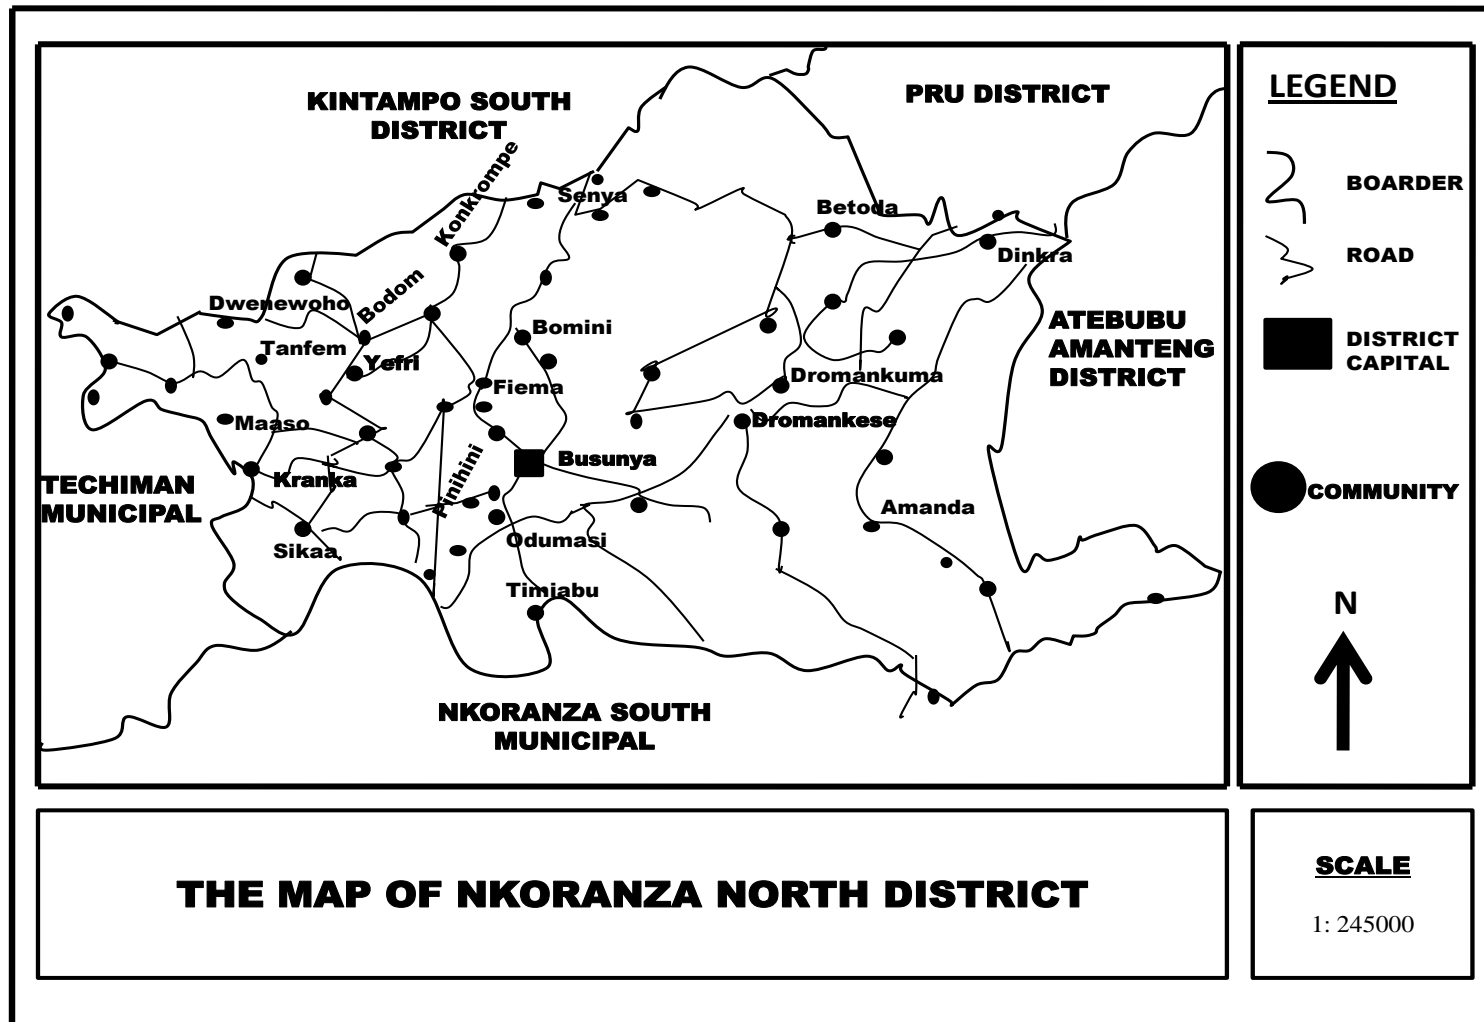 KINTAMPO SOUTH
DISTRICT
PRU DISTRICT
Konkrompe
Senya
Betoda
Dinkra
Dwenewoho
Bodom
Tanfem
Yefri
Bomini
Fiema
ATEBUBU
AMANTENG
DISTRICT
Dromankuma
Dromankese
Maaso
Kranka
Pinihini
Busunya
TECHIMAN
MUNICIPAL
Sikaa
Odumasi
Amanda
Timiabu
NKORANZA SOUTH
MUNICIPAL
LEGEND
BOARDER
ROAD
DISTRICT
CAPITAL
COMMUNITY
N
THE MAP OF NKORANZA NORTH DISTRICT
SCALE
1: 245000